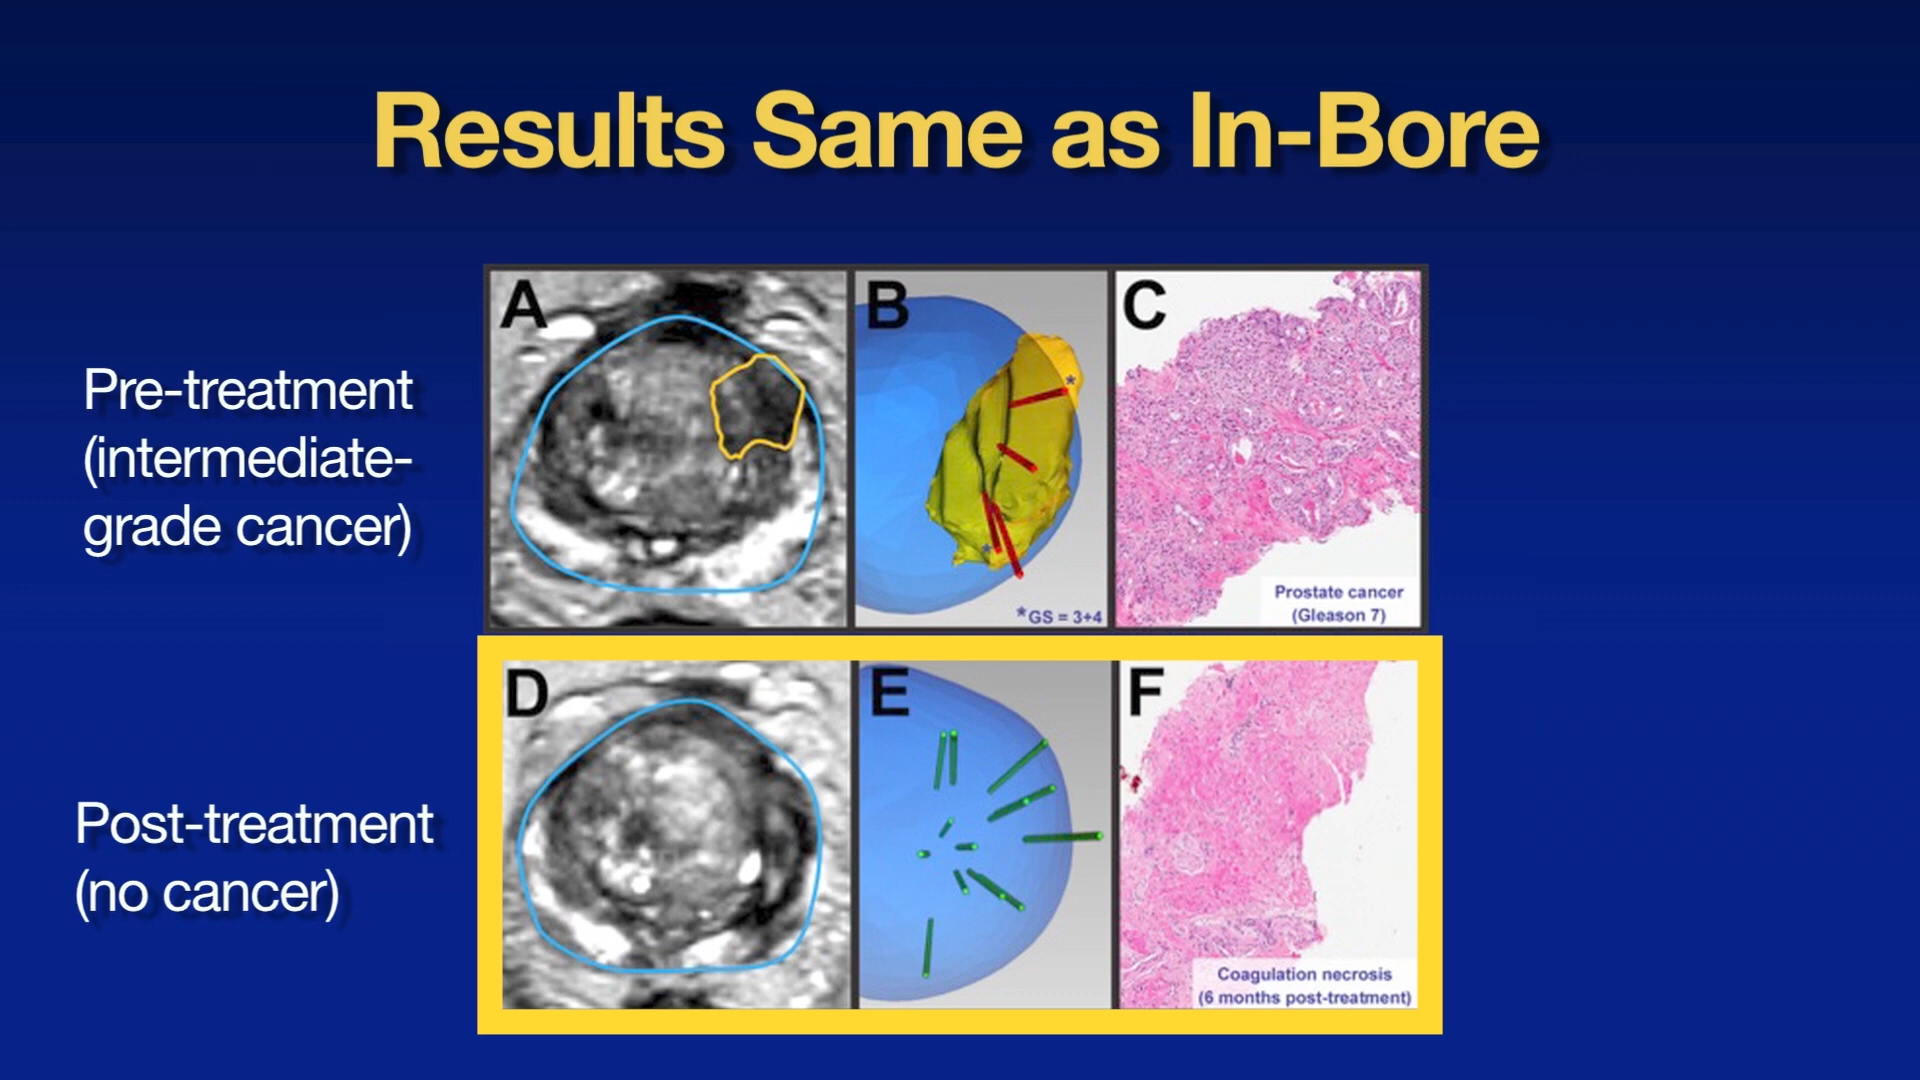 Results Same as In-Bore
Pre-treatment
(intermediate-
grade cancer)
A
B
C
*
*
*GS = 3+4
Prostate cancer
(Gleason 7)
Post-treatment
(no cancer)
D
E
F
Coagulation necrosis
(6 months post-treatment)